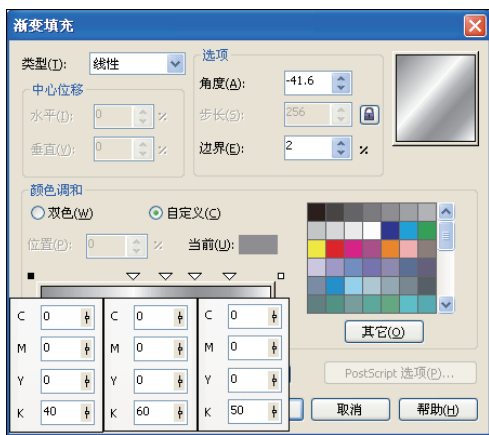 渐变填充
类型(T): 线性
选项
角度(A): -41.6
步长(S): 256
边界(E): 2 %
中心位移
水平(I): 0 %
垂直(V): 0 %
颜色调和
双色(W) 自定义(C)
位置(P): 0 % 当前(U):
C 0 C 0 C 0
M 0 M 0 M 0
Y 0 Y 0 Y 0
K 40 K 60 K 50
其它(O)
PostScript 选项(P)...
取消 帮助(H)